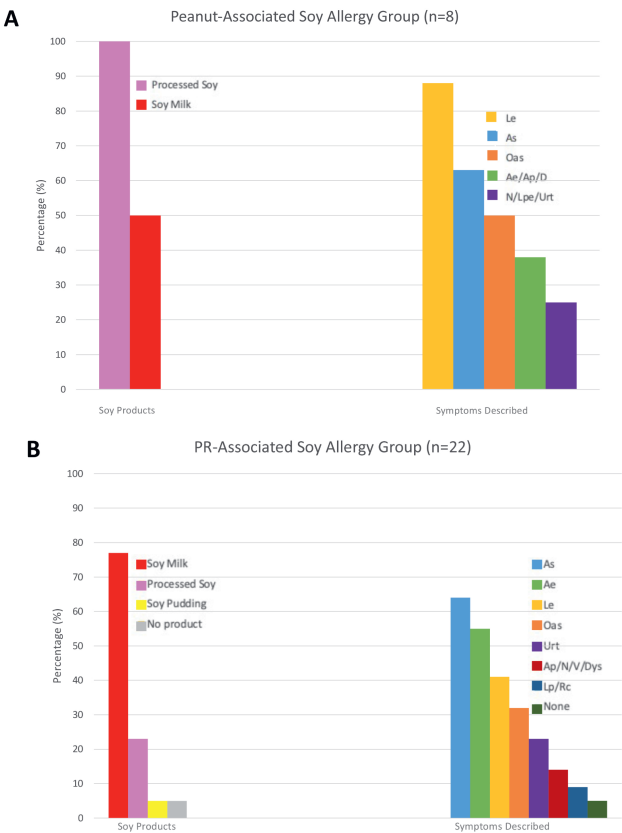 A
Peanut-Associated Soy Allergy Group (n=8)
100
90
80
70
60
50
40
30
20
10
0
Percentage (%)
Processed Soy
Soy Milk
Le
As
Oas
Ae/Ap/D
N/Lpe/Urt
Soy Products
Symptoms Described
B
PR-Associated Soy Allergy Group (n=22)
100
90
80
70
60
50
40
30
20
10
0
Percentage (%)
Soy Milk
Processed Soy
Soy Pudding
No product
As
Ae
Le
Oas
Urt
Ap/N/V/Dys
Lp/Rc
None
Soy Products
Symptoms Described